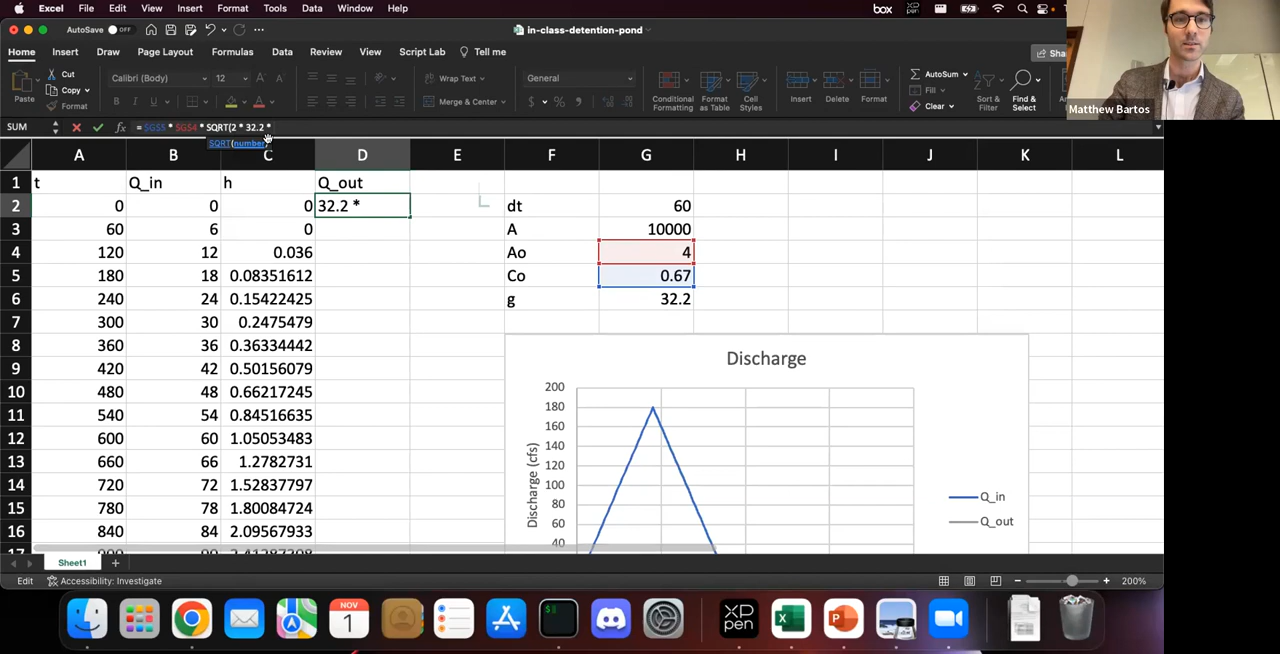 Excel File Edit View Insert Format Tools Data Window Help box
AutoSave OFF in-class-detention-pond
Home Insert Draw Page Layout Formulas Data Review View Script Lab Tell me Sha
Paste Cut Copy Format
Calibri (Body) 12 B I U
Wrap Text Merge & Center
General $ %
Conditional Formatting Format as Table Cell Styles
Insert Delete Format
AutoSum Fill Clear
Sort & Filter Find & Select
Matthew Bartos
SUM fx = $G$5 * $G$4 * SQRT(2 * 32.2 *
SQRT(number)
A B C D E F G H I J K L
1 t Q_in h Q_out
2 0 0 0 32.2 * dt 60
3 60 6 0 A 10000
4 120 12 0.036 Ao 4
5 180 18 0.08351612 Co 0.67
6 240 24 0.15422425 g 32.2
7 300 30 0.2475479
8 360 36 0.36334442
9 420 42 0.50156079
10 480 48 0.66217245
11 540 54 0.84516635
12 600 60 1.05053483
13 660 66 1.2782731
14 720 72 1.52837797
15 780 78 1.80084724
16 840 84 2.09567933
Discharge
Discharge (cfs)
200
180
160
140
120
100
80
60
40
Q_in
Q_out
Sheet1 +
Edit Accessibility: Investigate 200%
NOV
1
XP
PEN